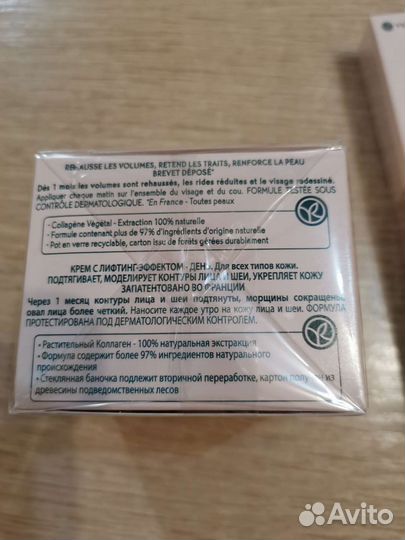 REHAUSSE LES VOLUMES, RETEND LES TRAITS, RENFORCE LA PEAU
BREVET DÉPOSÉ*
Dès 1 mois les volumes sont rehaussés, les rides réduites et le visage redessiné.
Appliquer chaque matin sur l'ensemble du visage et du cou. FORMULE TESTÉE SOUS
CONTRÔLE DERMATOLOGIQUE. *En France - Toutes peaux
• Collagène Végétal - Extraction 100% naturelle
• Formule contenant plus de 97% d'ingrédients d'origine naturelle
• Pot en verre recyclable, carton issu de forêts gérées durablement
КРЕМ С ЛИФТИНГ-ЭФФЕКТОМ - ДЕНЬ. Для всех типов кожи.
ПОДТЯГИВАЕТ, МОДЕЛИРУЕТ КОНТУРЫ ЛИЦА И ШЕИ, УКРЕПЛЯЕТ КОЖУ
ЗАПАТЕНТОВАНО ВО ФРАНЦИИ
Через 1 месяц контуры лица и шеи подтянуты, морщины сокращены,
овал лица более четкий. Наносите каждое утро на кожу лица и шеи. ФОРМУЛА
ПРОТЕСТИРОВАНА ПОД ДЕРМАТОЛОГИЧЕСКИМ КОНТРОЛЕМ.
• Растительный Коллаген - 100% натуральная экстракция
• Формула содержит более 97% ингредиентов натурального
происхождения
• Стеклянная баночка подлежит вторичной переработке, картон получен из
древесины подведомственных лесов
Avito